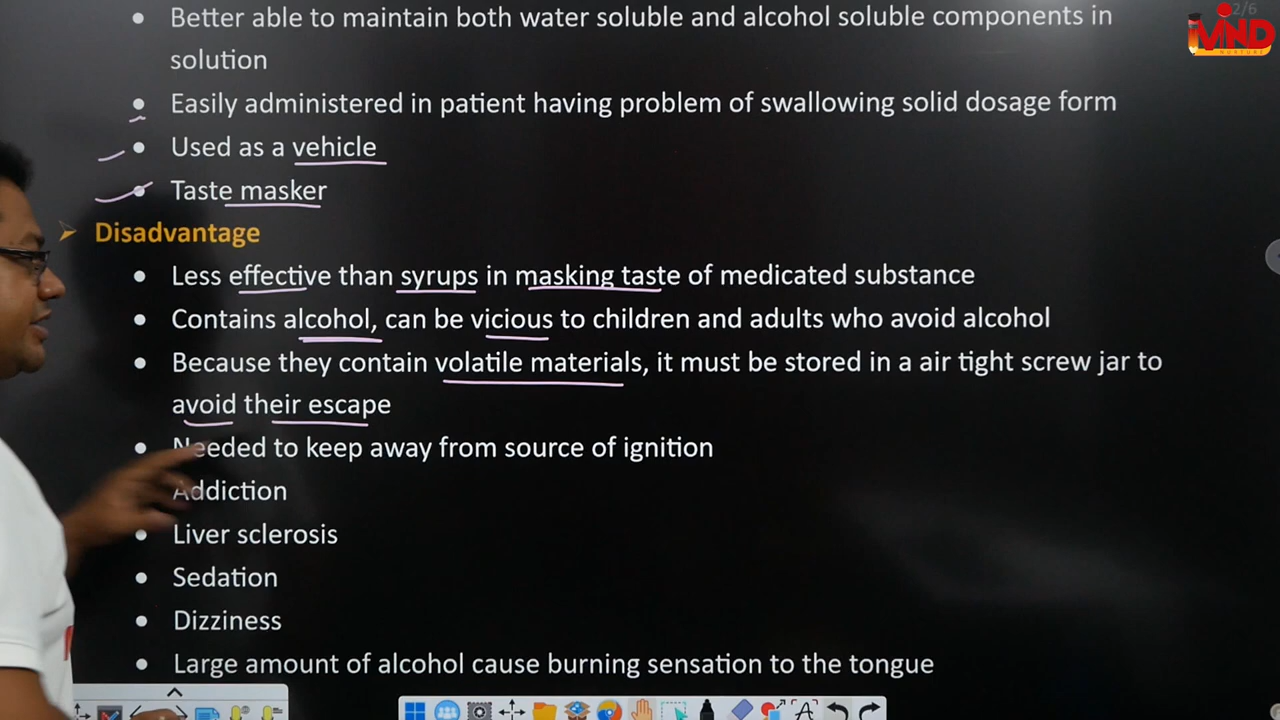 2/6
Better able to maintain both water soluble and alcohol soluble components in
solution
Easily administered in patient having problem of swallowing solid dosage form
Used as a vehicle
Taste masker
Disadvantage
Less effective than syrups in masking taste of medicated substance
Contains alcohol, can be vicious to children and adults who avoid alcohol
Because they contain volatile materials, it must be stored in a air tight screw jar to
avoid their escape
Needed to keep away from source of ignition
Addiction
Liver sclerosis
Sedation
Dizziness
Large amount of alcohol cause burning sensation to the tongue
MIND
NURTURE